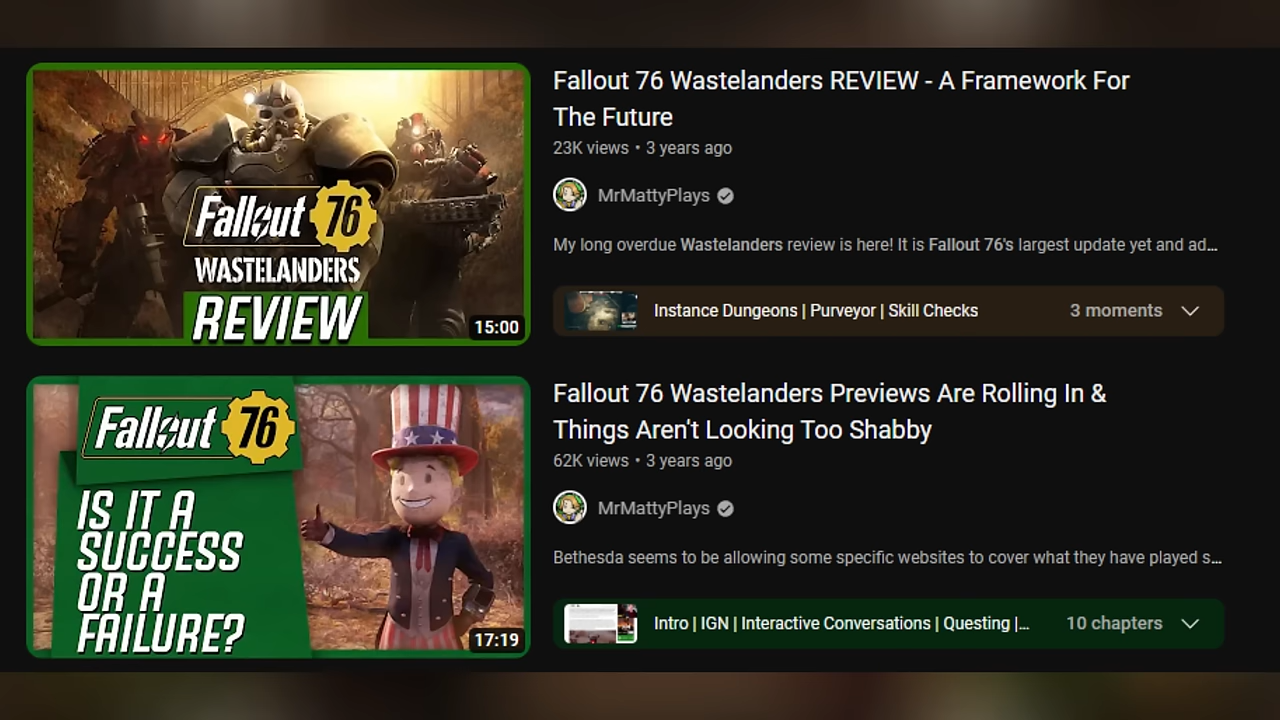 Fallout 76
WASTELANDERS
REVIEW
15:00
Fallout 76 Wastelanders REVIEW - A Framework For
The Future
23K views • 3 years ago
MrMattyPlays
My long overdue Wastelanders review is here! It is Fallout 76's largest update yet and ad...
Instance Dungeons | Purveyor | Skill Checks
3 moments
Fallout 76
IS IT A
SUCCESS
OR A
FAILURE?
17:19
Fallout 76 Wastelanders Previews Are Rolling In &
Things Aren't Looking Too Shabby
62K views • 3 years ago
MrMattyPlays
Bethesda seems to be allowing some specific websites to cover what they have played s...
Intro | IGN | Interactive Conversations | Questing |...
10 chapters